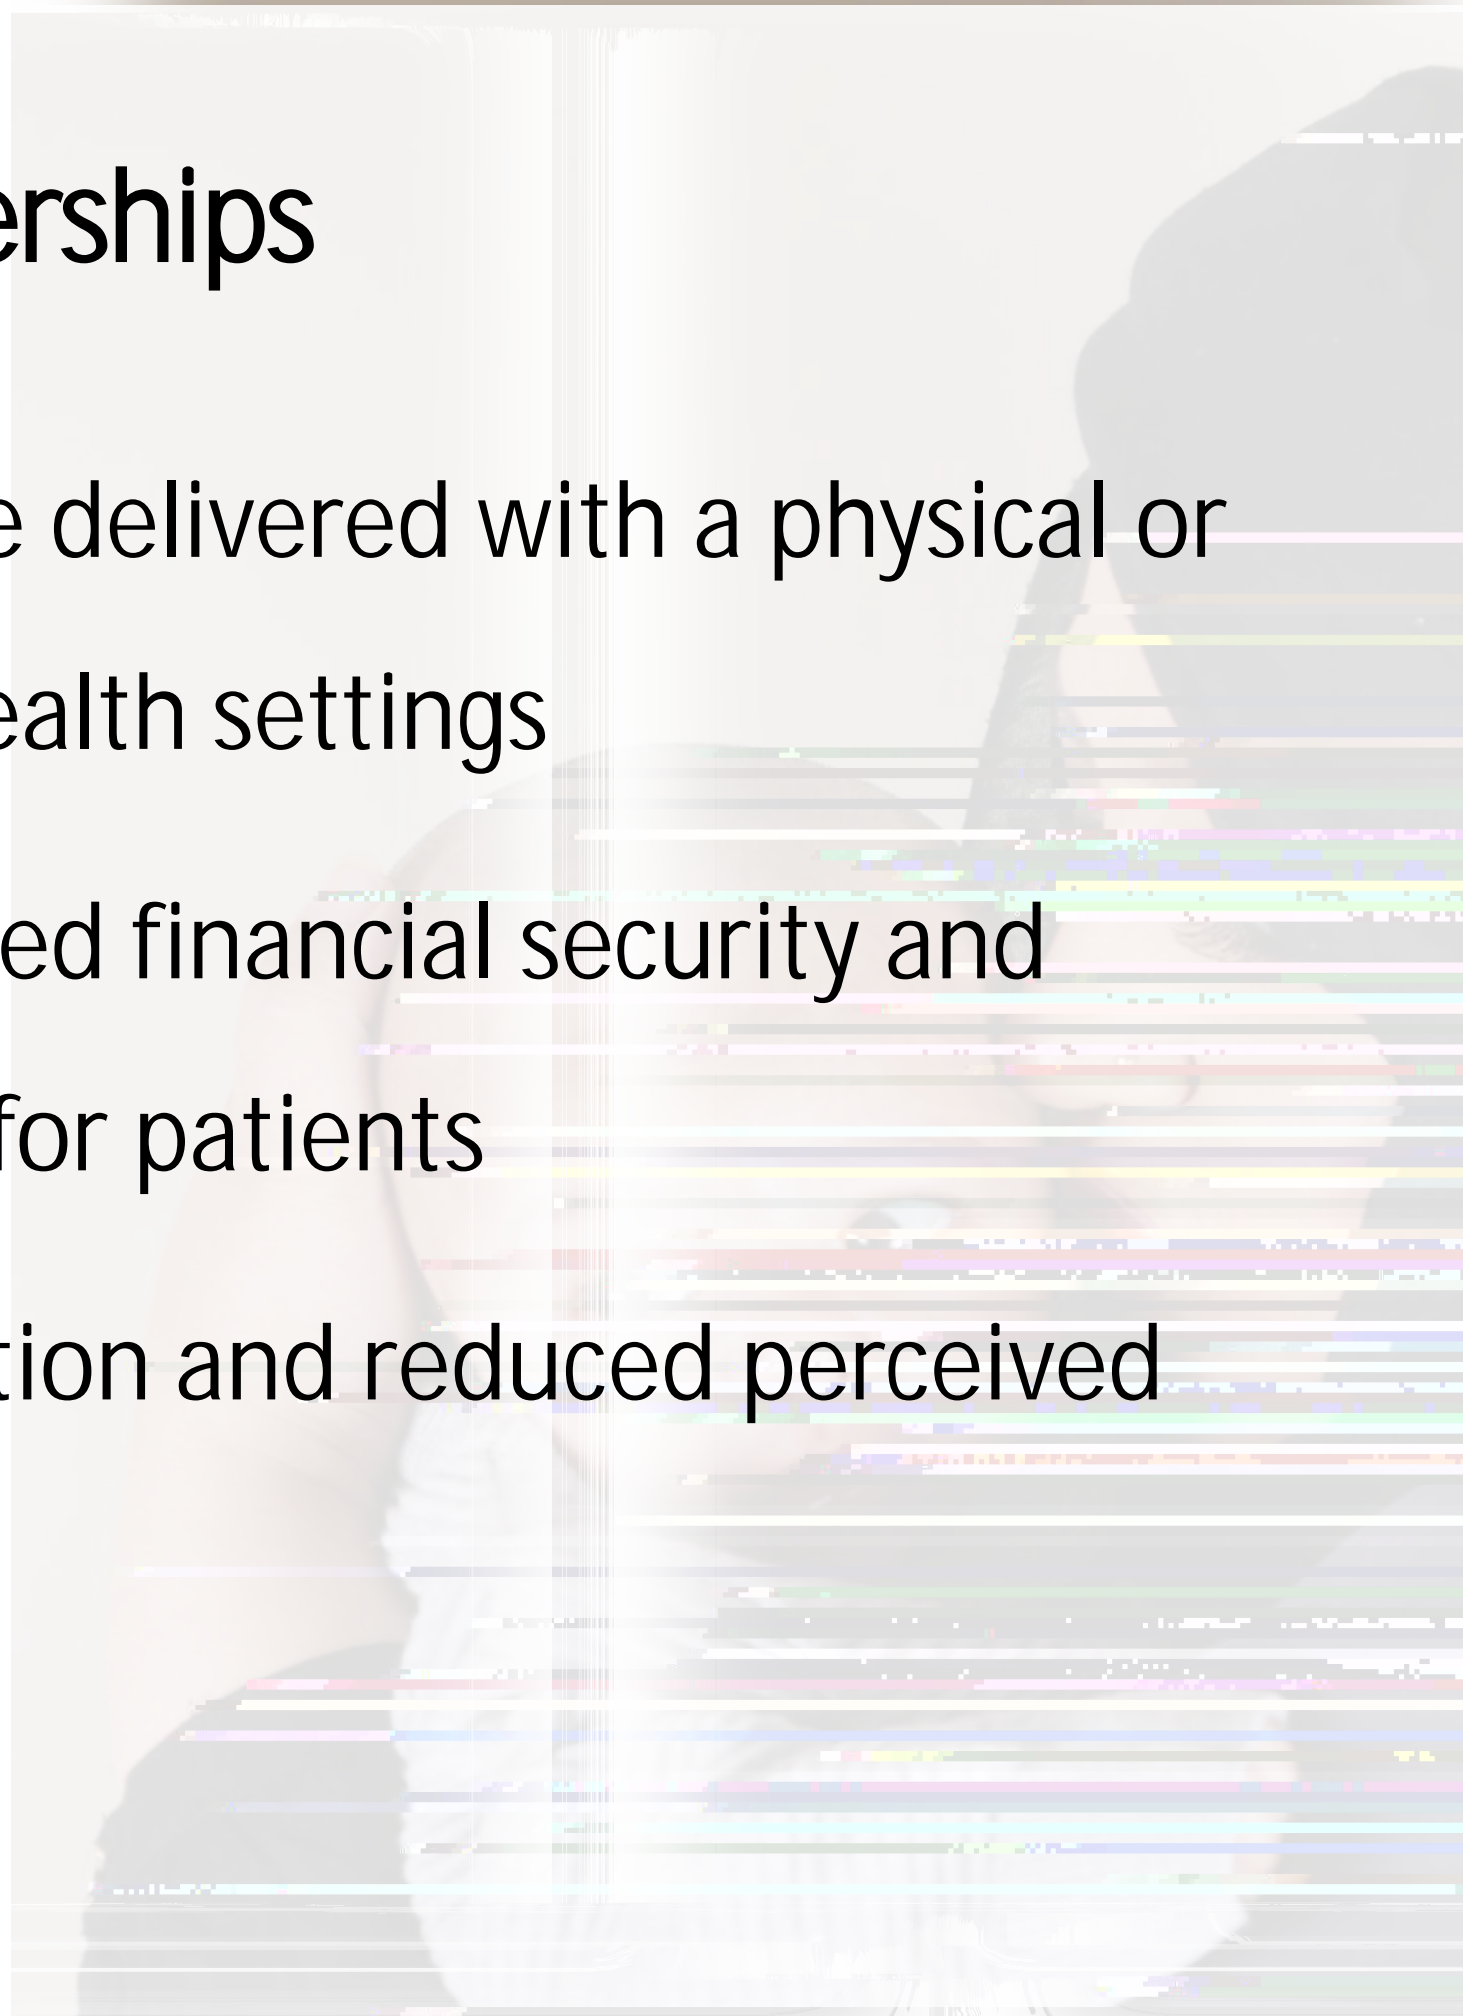 erships
e delivered with a physical or
ealth settings
ed financial security and
for patients
tion and reduced perceived